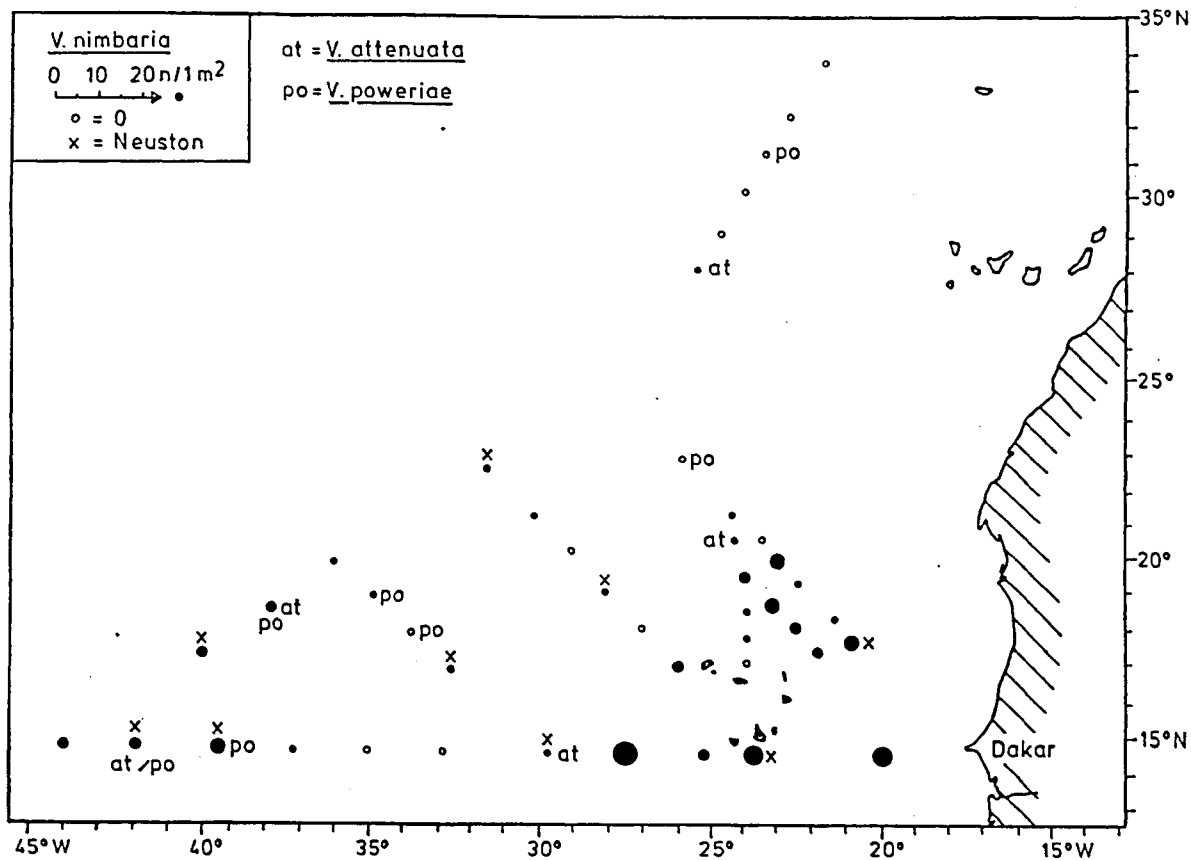 V. nimbaria
0 10 20 n/1 m²
o = 0
x = Neuston
at = V. attenuata
po = V. poweriae
35°N
po
30°
at
25°
x
po
at
20°
x
at
po
po
po
x
x
x
x
x
x
po
at/po
x
at
x
15°N
Dakar
45°W 40° 35° 30° 25° 20° 15°W